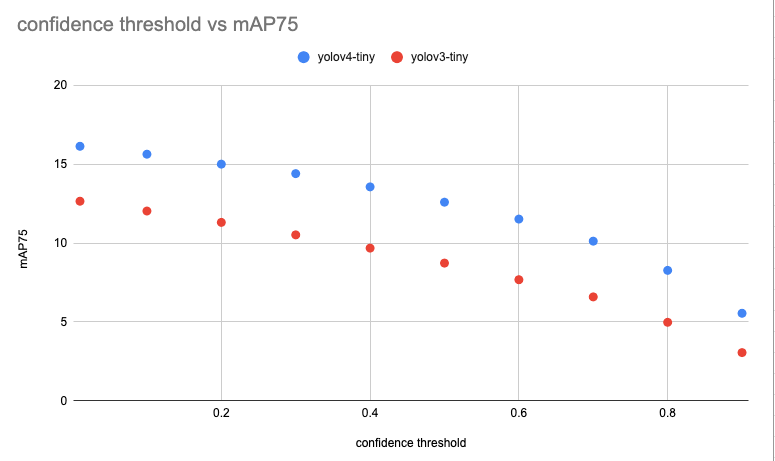 confidence threshold vs mAP75
yolov4-tiny yolov3-tiny
20
15
10
5
0
mAP75
0.2 0.4 0.6 0.8
confidence threshold